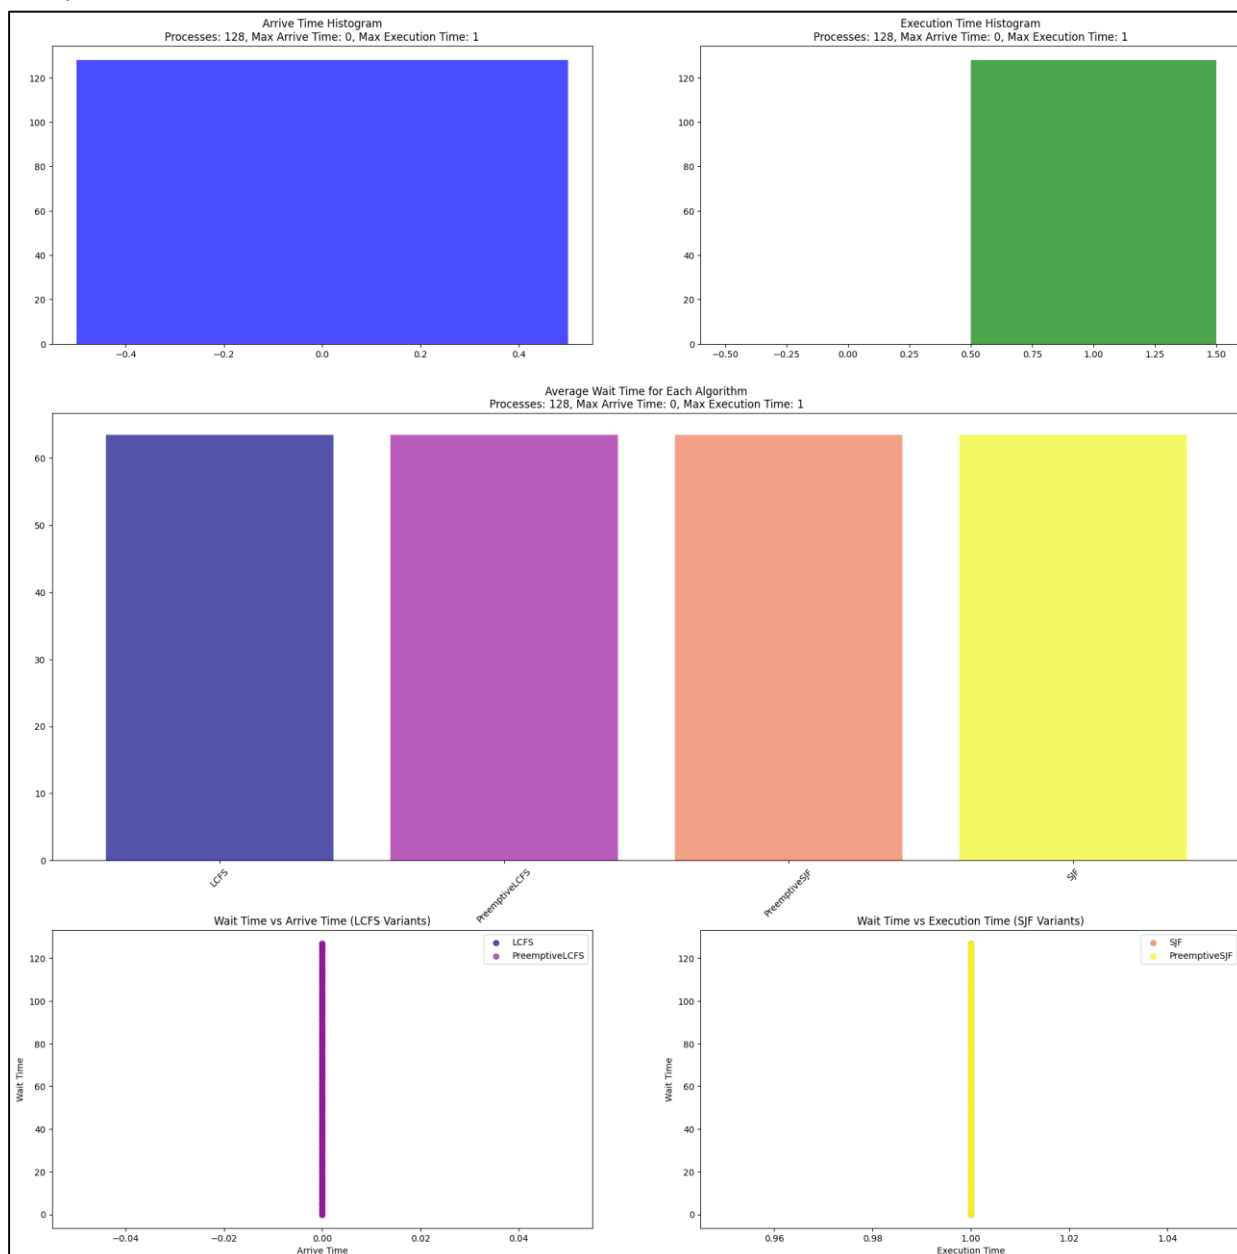 Arrive Time Histogram
Processes: 128, Max Arrive Time: 0, Max Execution Time: 1
120
100
80
60
40
20
0
−0.4 −0.2 0.0 0.2 0.4
Execution Time Histogram
Processes: 128, Max Arrive Time: 0, Max Execution Time: 1
120
100
80
60
40
20
0
−0.50 −0.25 0.00 0.25 0.50 0.75 1.00 1.25 1.50
Average Wait Time for Each Algorithm
Processes: 128, Max Arrive Time: 0, Max Execution Time: 1
60
50
40
30
20
10
0
LCFS
PreemptiveLCFS
PreemptiveSJF
SJF
Wait Time vs Arrive Time (LCFS Variants)
LCFS
PreemptiveLCFS
Wait Time
120
100
80
60
40
20
0
−0.04 −0.02 0.00 0.02 0.04
Arrive Time
Wait Time vs Execution Time (SJF Variants)
SJF
PreemptiveSJF
Wait Time
120
100
80
60
40
20
0
0.96 0.98 1.00 1.02 1.04
Execution Time